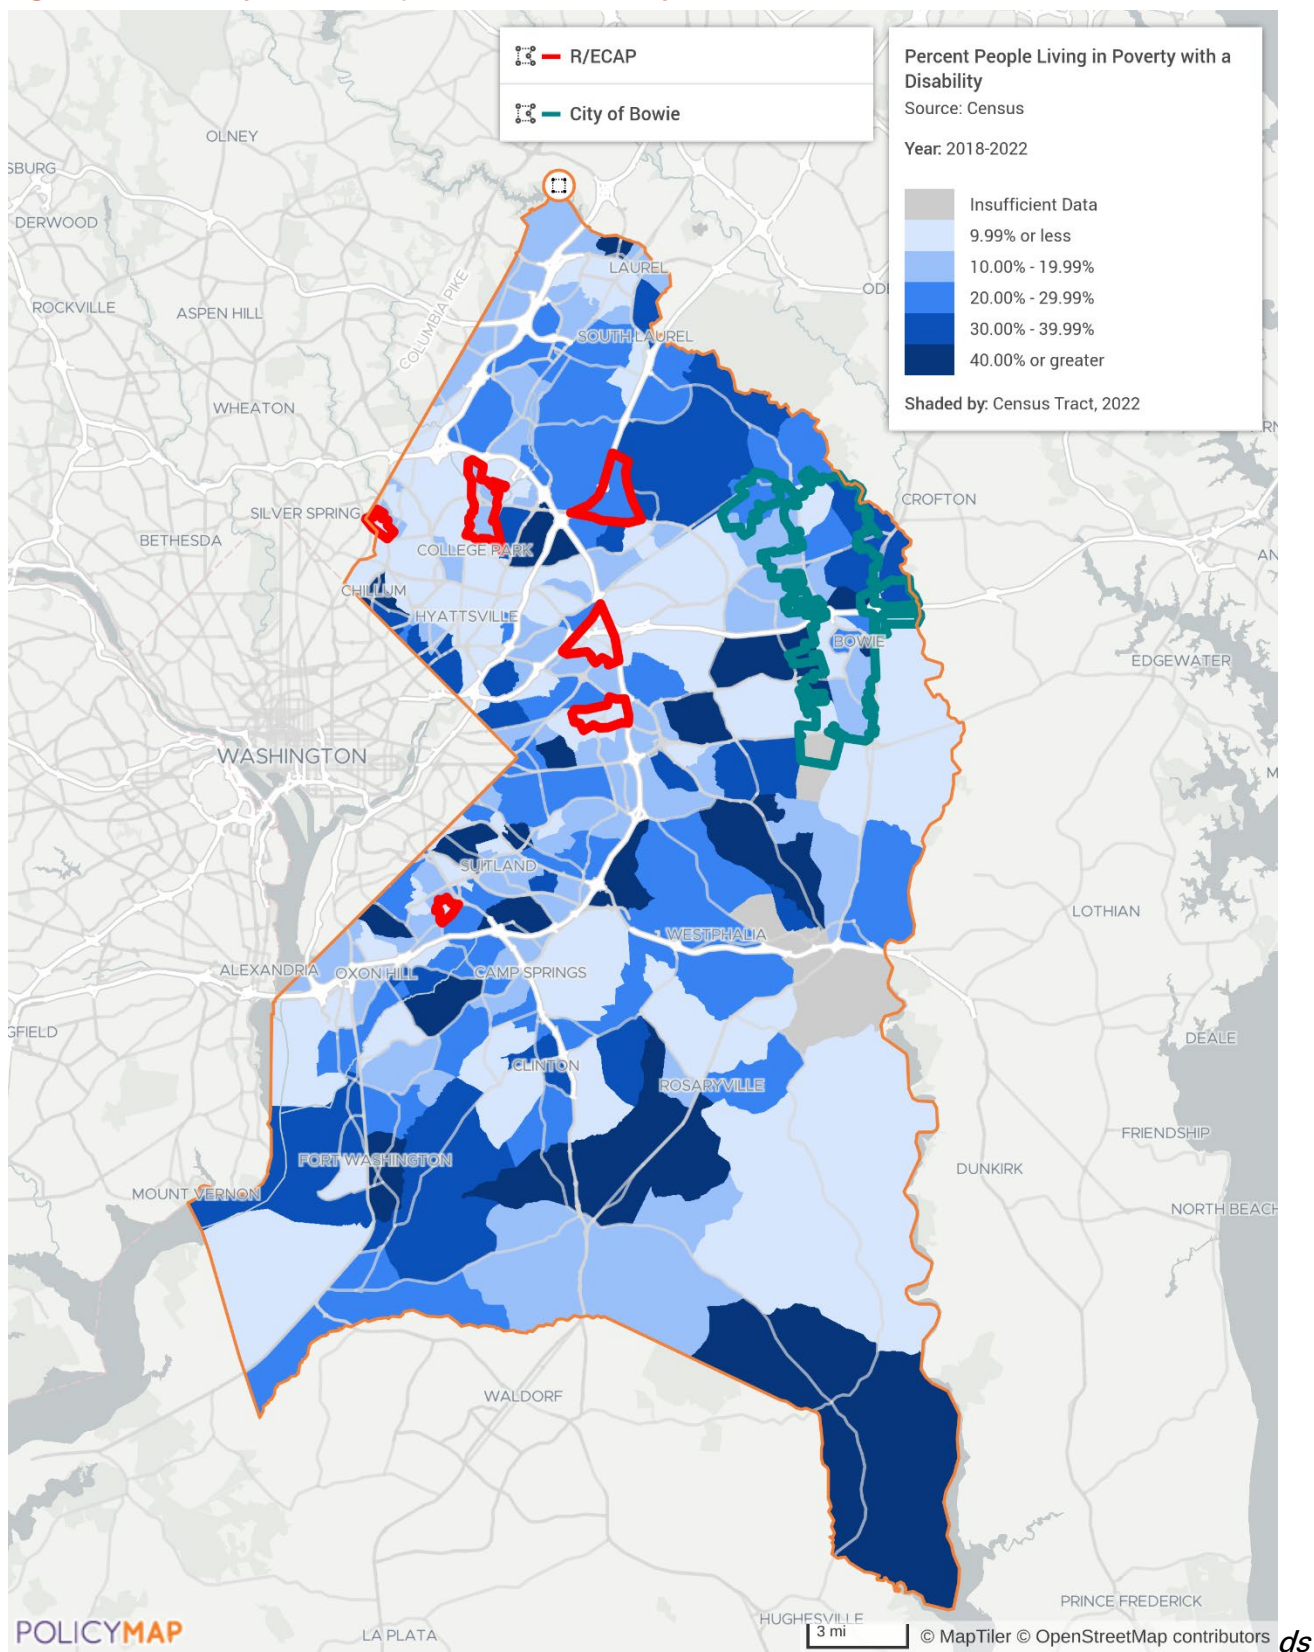 R/ECAP
City of Bowie
Percent People Living in Poverty with a
Disability
Source: Census
Year: 2018-2022
Insufficient Data
9.99% or less
10.00% - 19.99%
20.00% - 29.99%
30.00% - 39.99%
40.00% or greater
Shaded by: Census Tract, 2022
OLNEY
SBURG
DERWOOD
LAUREL
ROCKVILLE
ASPEN HILL
COLUMBIA PIKE
SOUTH LAUREL
WHEATON
CROFTON
SILVER SPRING
BETHESDA
COLLEGE PARK
AN
CHILLUM
HYATTSVILLE
BOWIE
EDGEWATER
WASHINGTON
M
SUITLAND
LOTHIAN
WESTPHALIA
ALEXANDRIA
OXON HILL
CAMP SPRINGS
GFIELD
DEALE
CLINTON
ROSARYVILLE
FRIENDSHIP
FORT WASHINGTON
DUNKIRK
MOUNT VERNON
NORTH BEACH
WALDORF
PRINCE FREDERICK
HUGHESVILLE
POLICYMAP
LA PLATA
3 mi
© MapTiler © OpenStreetMap contributors
ds